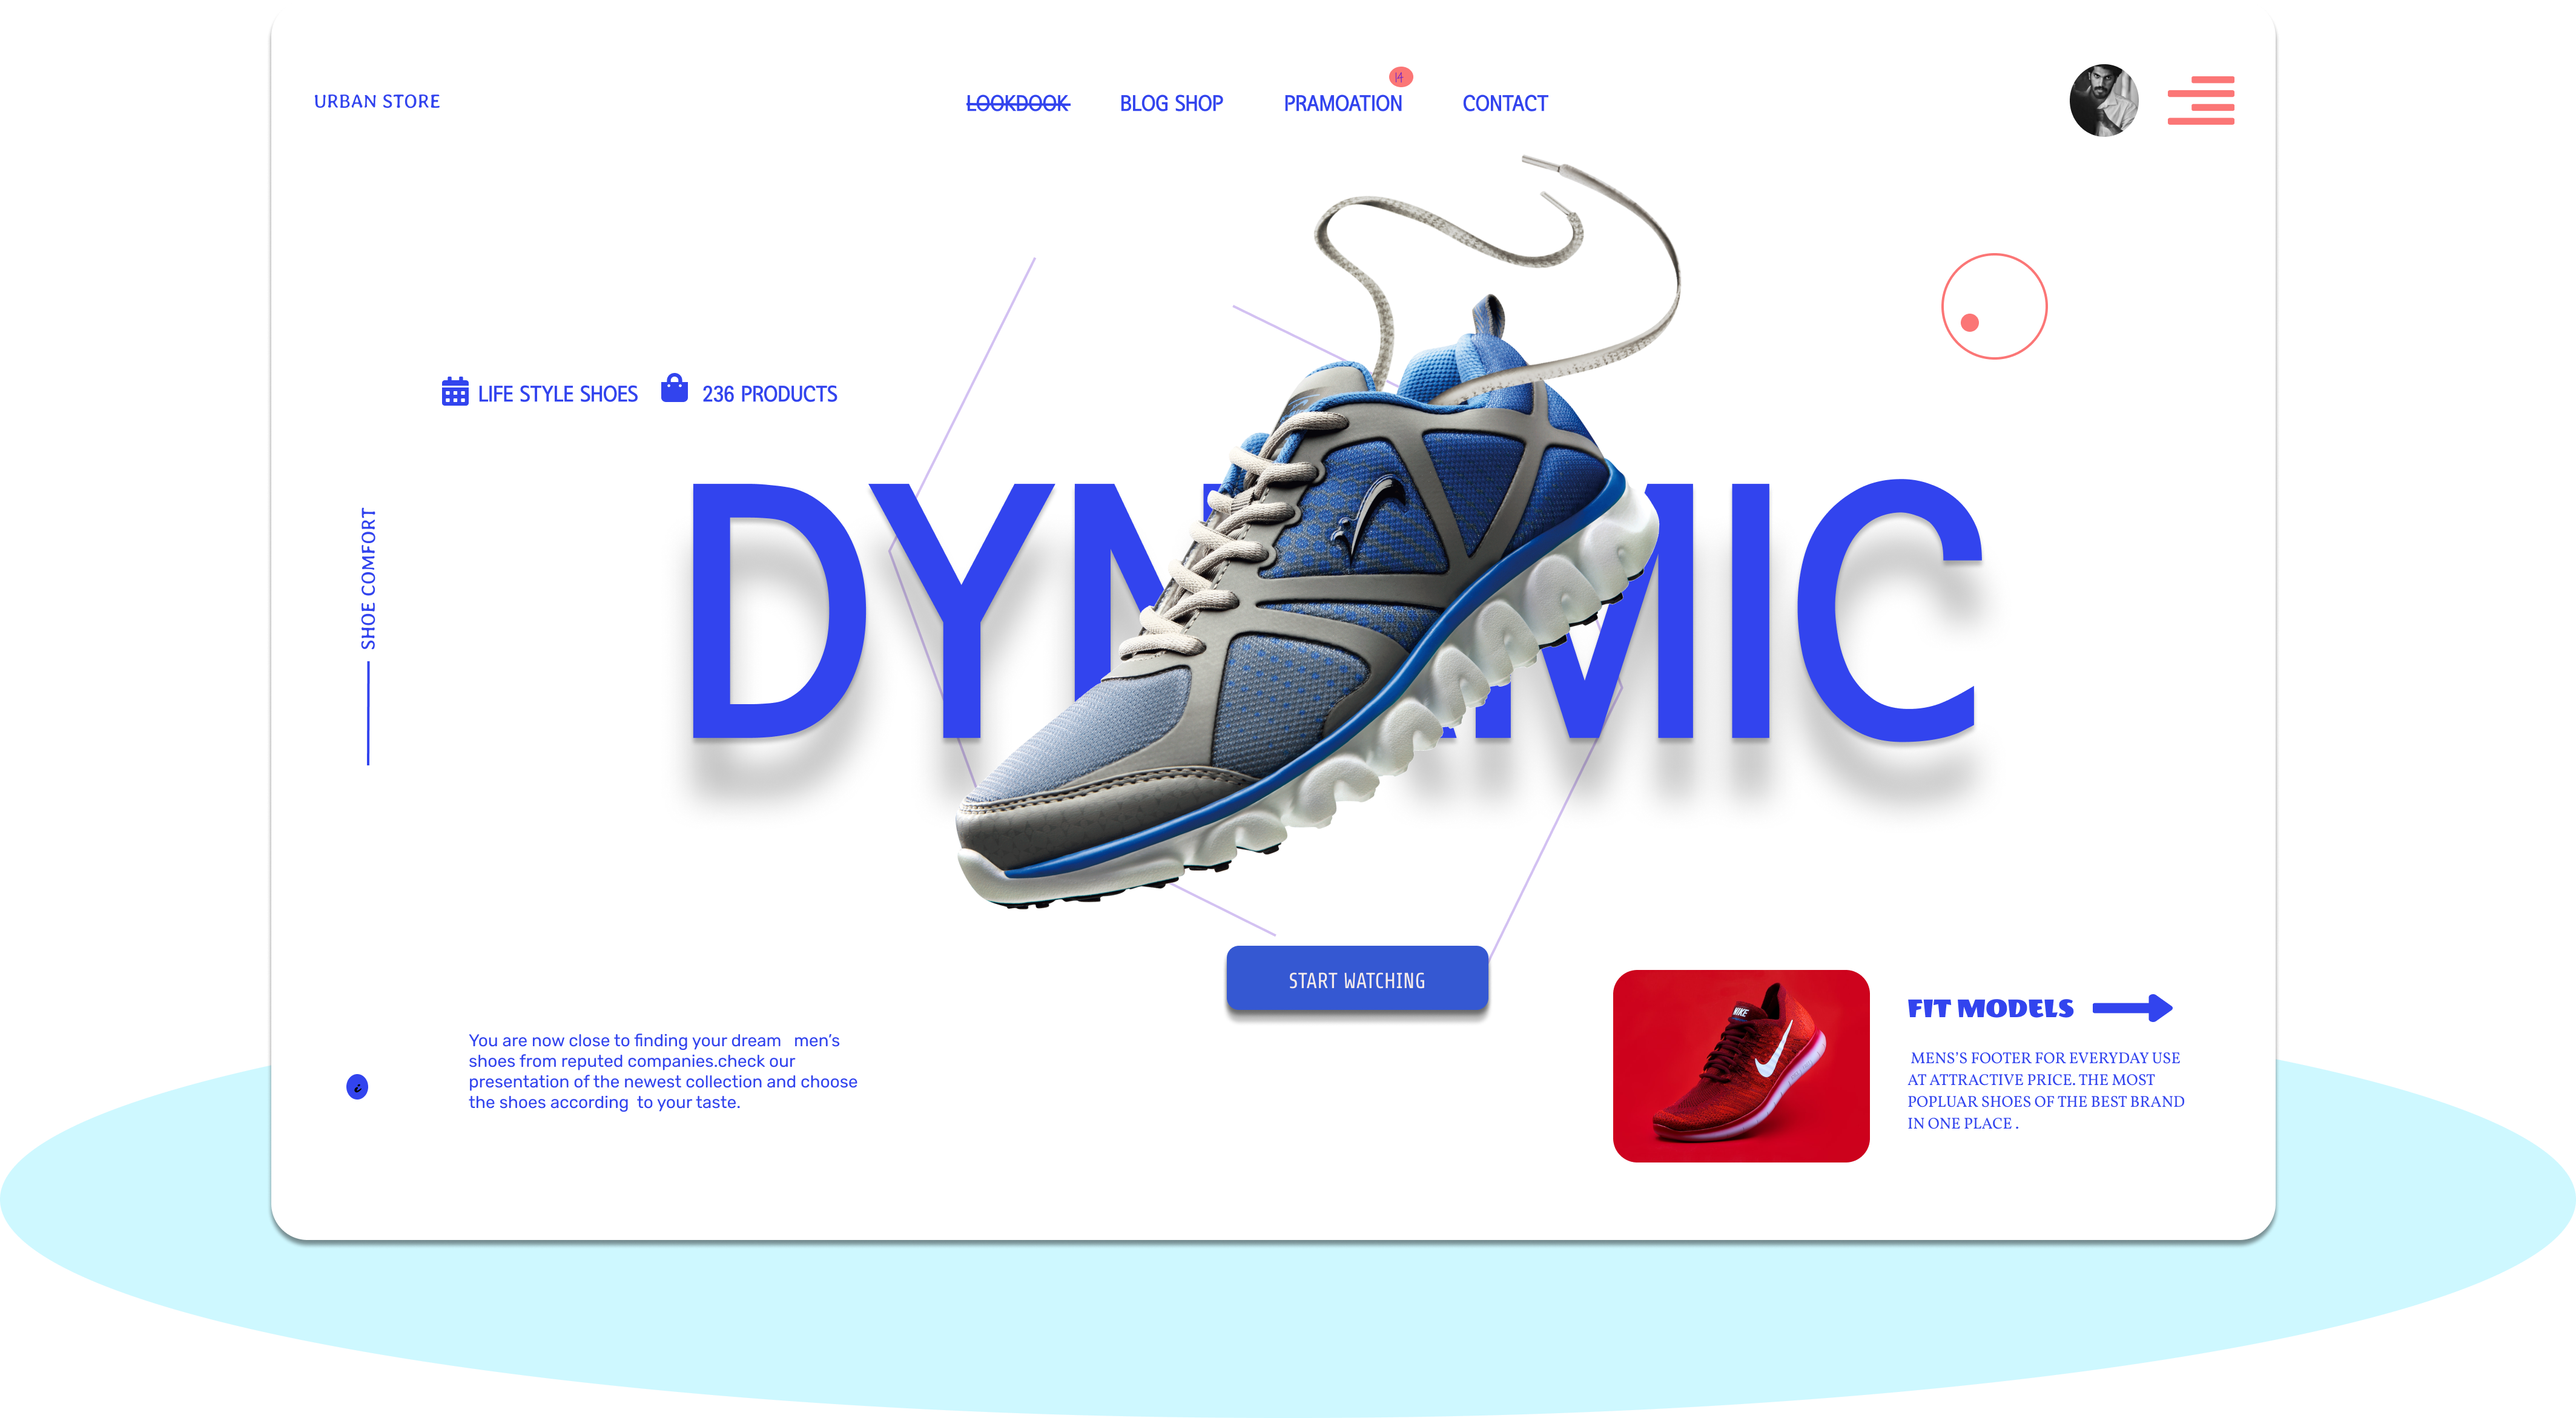 URBAN STORE
LOOKDOOK BLOG SHOP PRAMOATION CONTACT
14
LIFE STYLE SHOES 236 PRODUCTS
SHOE COMFORT
DYNAMIC
START WATCHING
You are now close to finding your dream men’s
shoes from reputed companies.check our
presentation of the newest collection and choose
the shoes according to your taste.
¿
NIKE
FIT MODELS
MENS’S FOOTER FOR EVERYDAY USE
AT ATTRACTIVE PRICE. THE MOST
POPLUAR SHOES OF THE BEST BRAND
IN ONE PLACE .